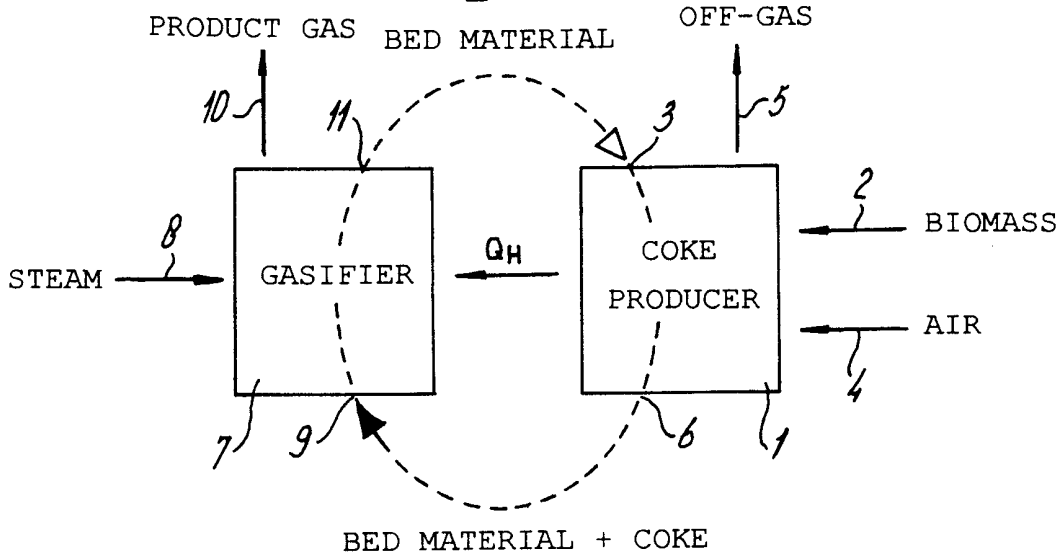 PRODUCT GAS
BED MATERIAL
OFF-GAS
10
11
3
5
2
BIOMASS
8
STEAM
GASIFIER
QH
COKE
PRODUCER
AIR
4
7
9
6
1
BED MATERIAL + COKE